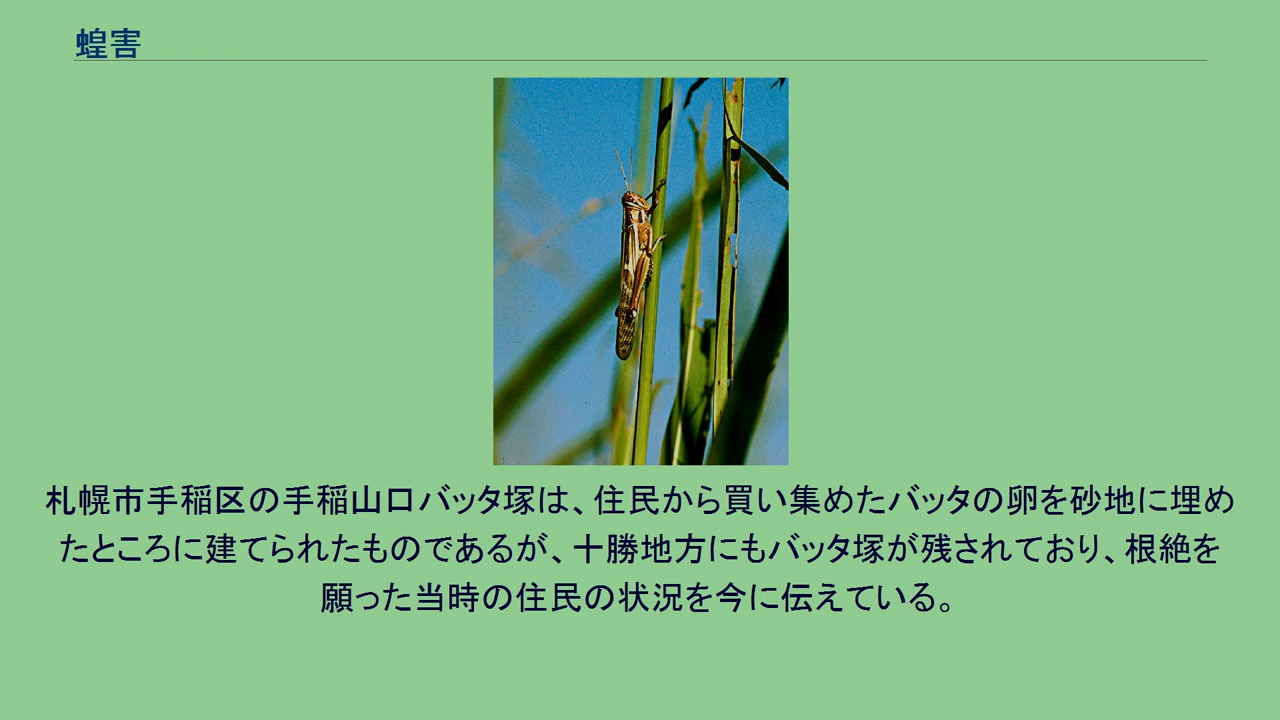 蝗害
札幌市手稲区の手稲山口バッタ塚は、住民から買い集めたバッタの卵を砂地に埋め
たところに建てられたものであるが、十勝地方にもバッタ塚が残されており、根絶を
願った当時の住民の状況を今に伝えている。